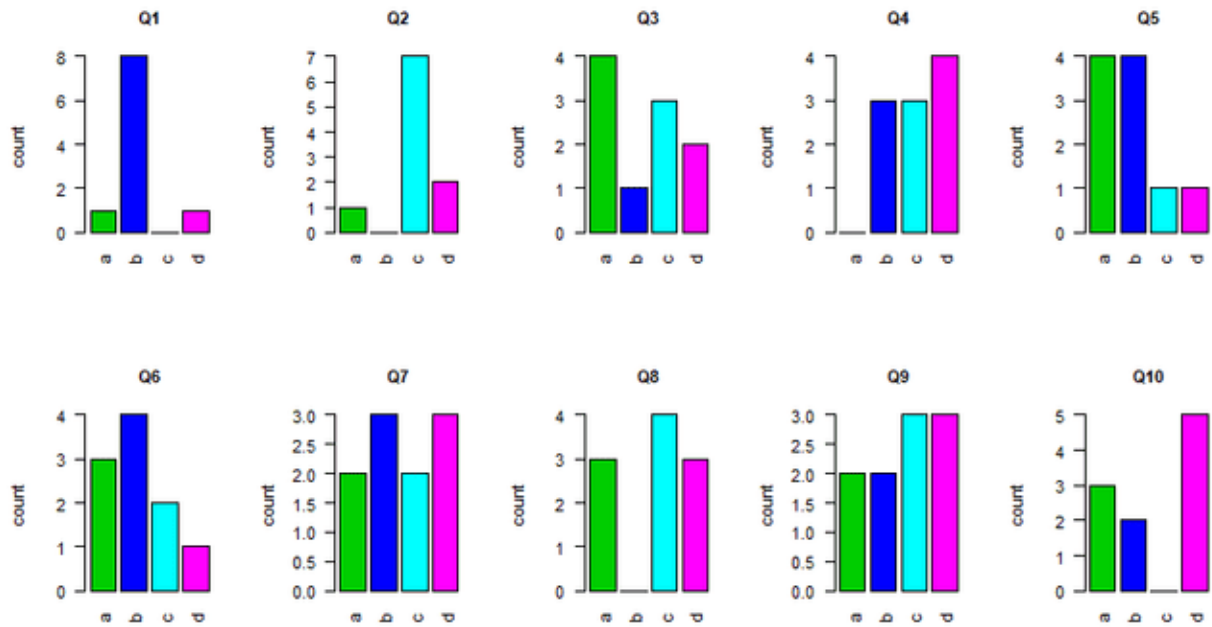 Q1 Q2 Q3 Q4 Q5
count count count count count
8 7 4 4 4
6 6 3 3 3
5
4 4 2 2 2
3
2 2 1 1 1
1
0 0 0 0 0
a b c d a b c d a b c d a b c d a b c d
Q6 Q7 Q8 Q9 Q10
count count count count count
4 3.0 4 3.0 5
2.5 2.5 4
3 2.0 3 2.0 3
2 1.5 2 1.5
1.0 1.0 2
1 0.5 1 0.5 1
0 0.0 0 0.0 0
a b c d a b c d a b c d a b c d a b c d